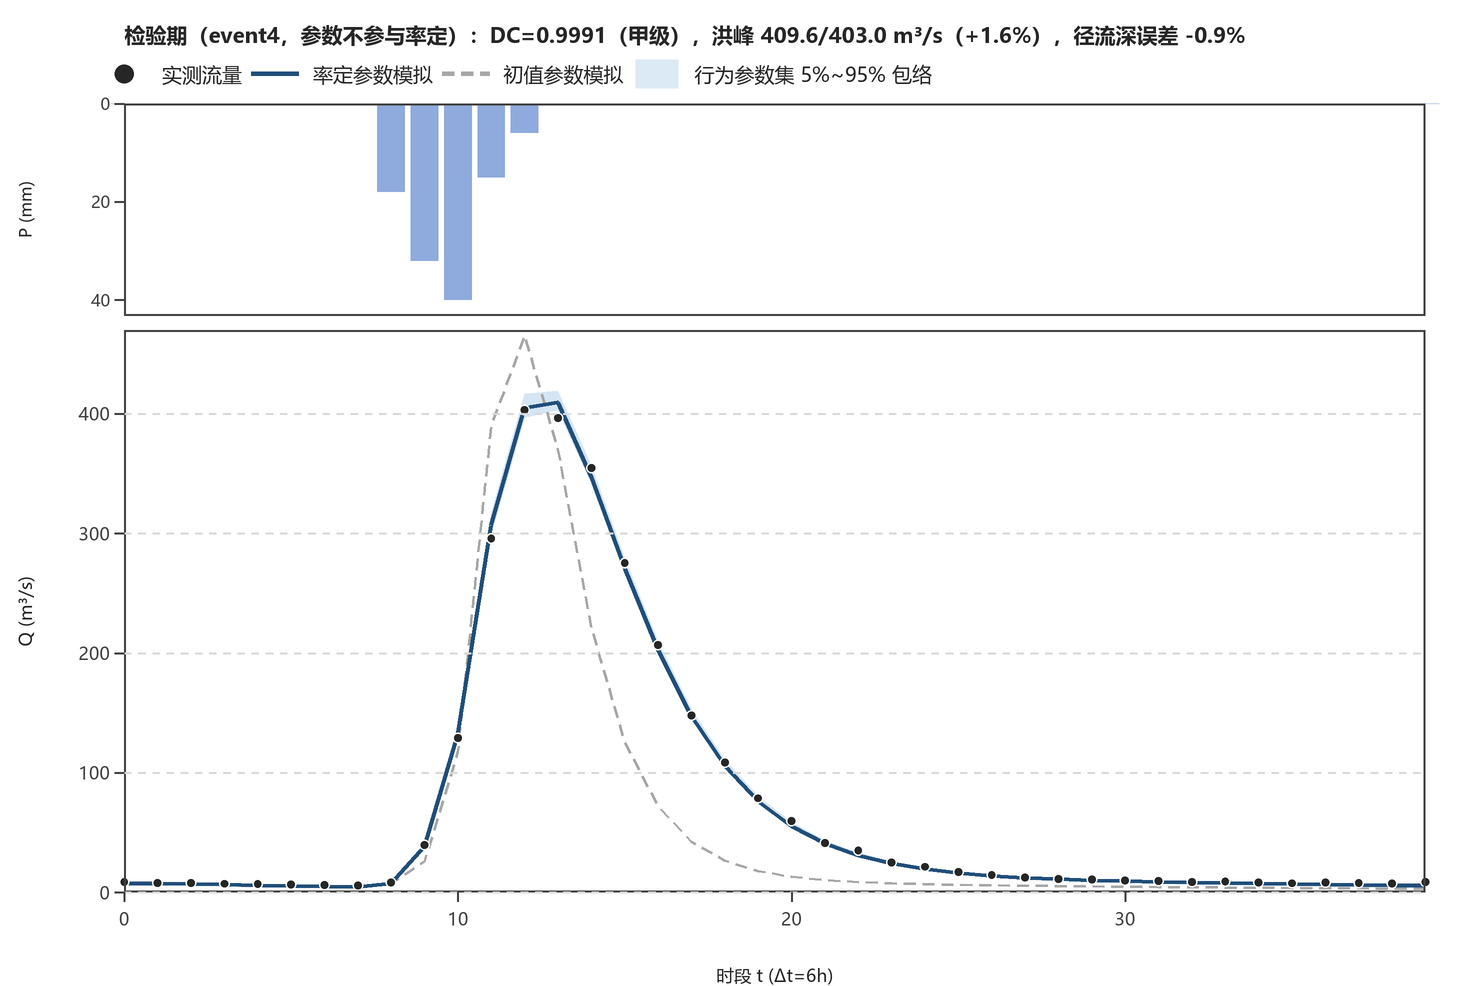 检验期（event4，参数不参与率定）：DC=0.9991（甲级），洪峰 409.6/403.0 m³/s（+1.6%），径流深误差 -0.9%
实测流量 率定参数模拟 初值参数模拟 行为参数集 5%~95% 包络
0
20
40
P (mm)
400
300
200
100
0
Q (m³/s)
0 10 20 30
时段 t (Δt=6h)